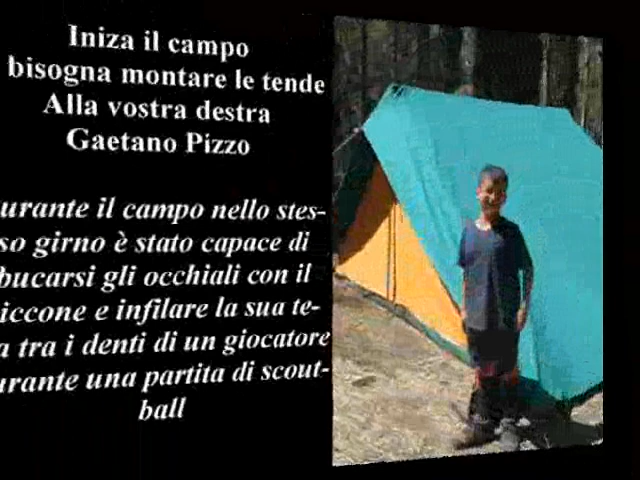 Iniza il campo
bisogna montare le tende
Alla vostra destra
Gaetano Pizzo
urante il campo nello stes-
so girno è stato capace di
bucarsi gli occhiali con il
iccone e infilare la sua te-
a tra i denti di un giocatore
urante una partita di scout-
ball